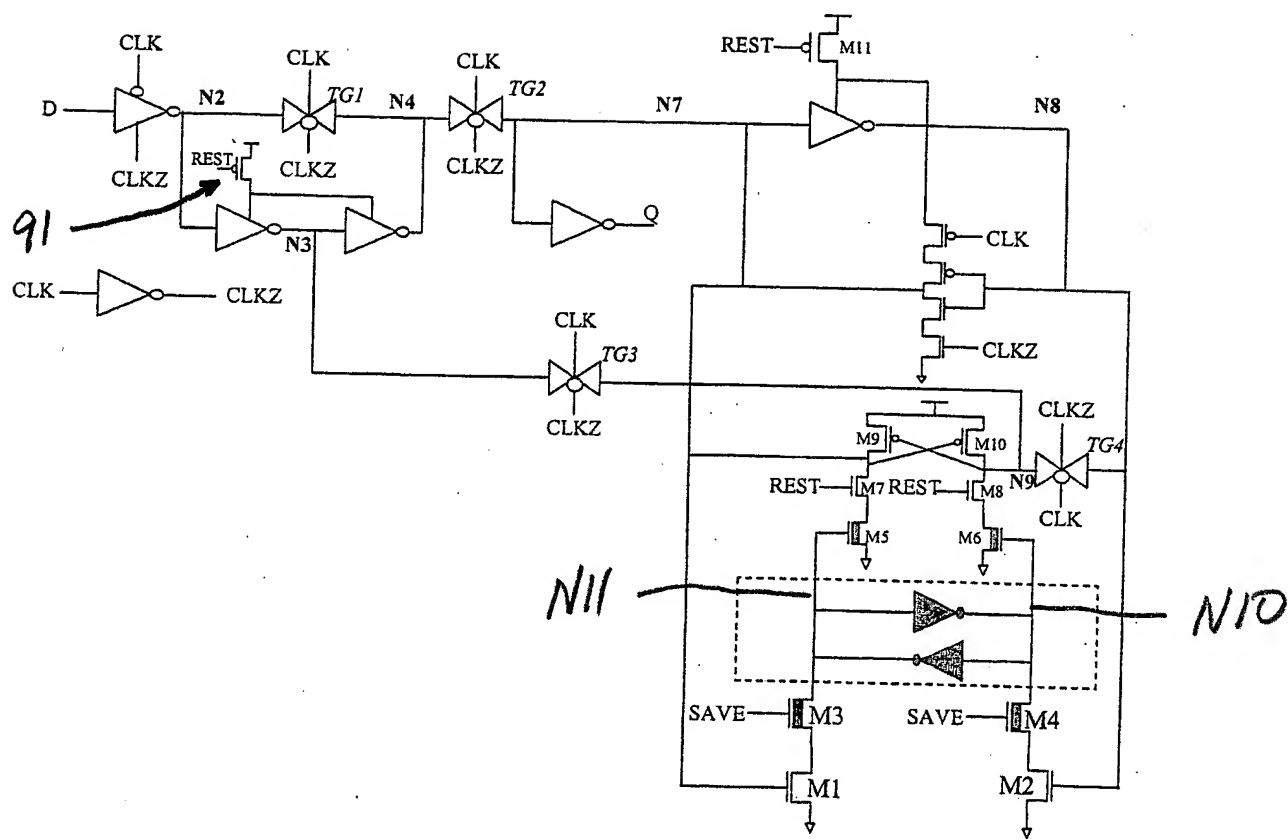 REST
M11
CLK
CLK
CLK
D
N2
TG1
N4
TG2
N7
N8
CLKZ
CLKZ
CLKZ
REST
91
N3
Q
CLK
CLK
CLKZ
CLK
TG3
CLKZ
CLKZ
CLKZ
M9
M10
TG4
N9
REST
M7
REST
M8
CLK
M5
M6
N11
N10
SAVE
M3
SAVE
M4
M1
M2